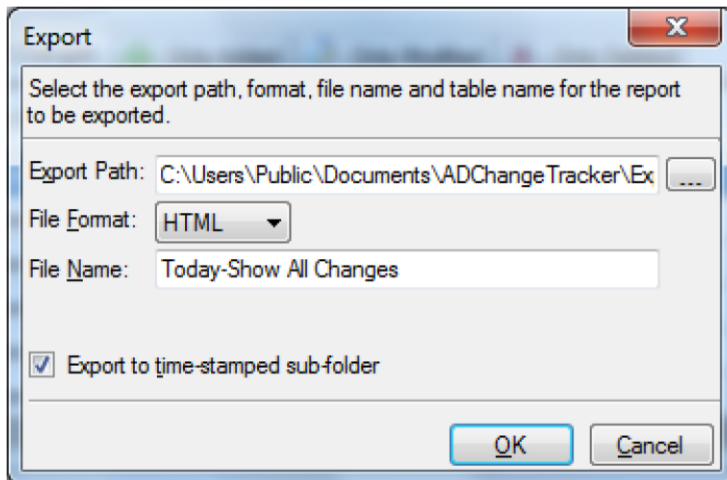 Export
Select the export path, format, file name and table name for the report
to be exported.
Export Path: C:\Users\Public\Documents\ADChangeTracker\Ex ...
File Format: HTML
File Name: Today-Show All Changes
Export to time-stamped sub-folder
OK Cancel